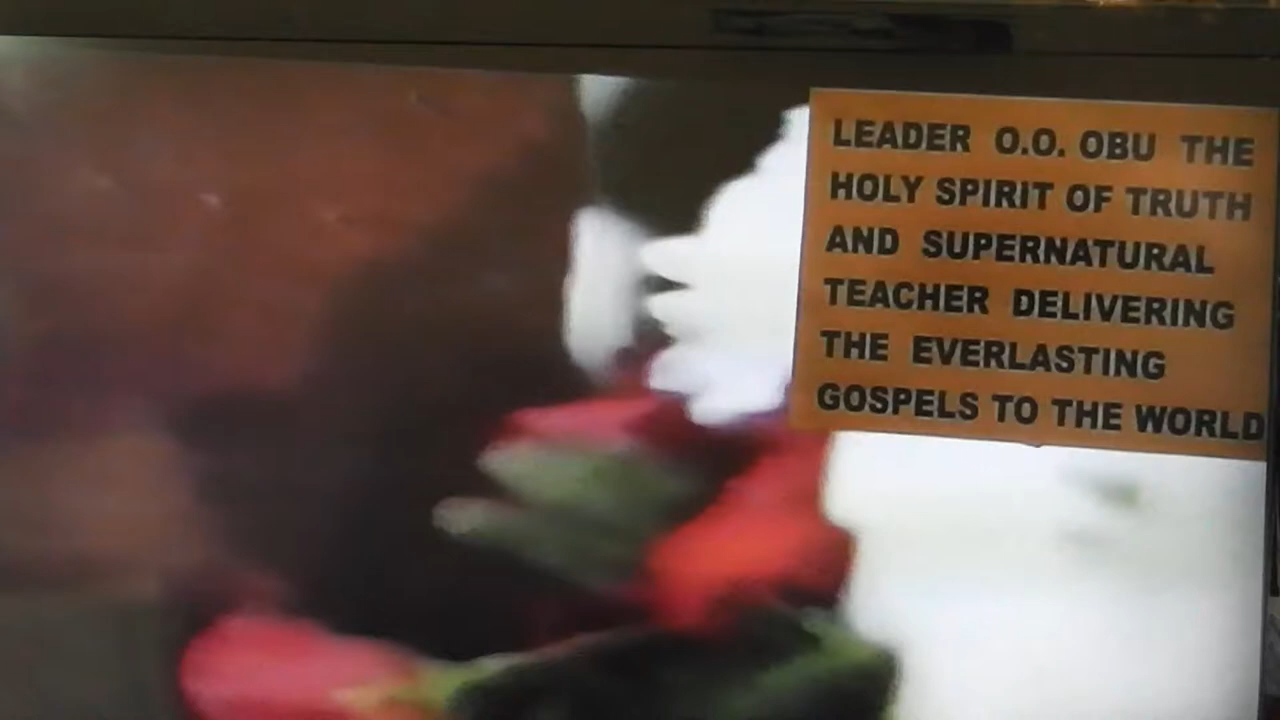 LEADER O.O. OBU THE
HOLY SPIRIT OF TRUTH
AND SUPERNATURAL
TEACHER DELIVERING
THE EVERLASTING
GOSPELS TO THE WORLD